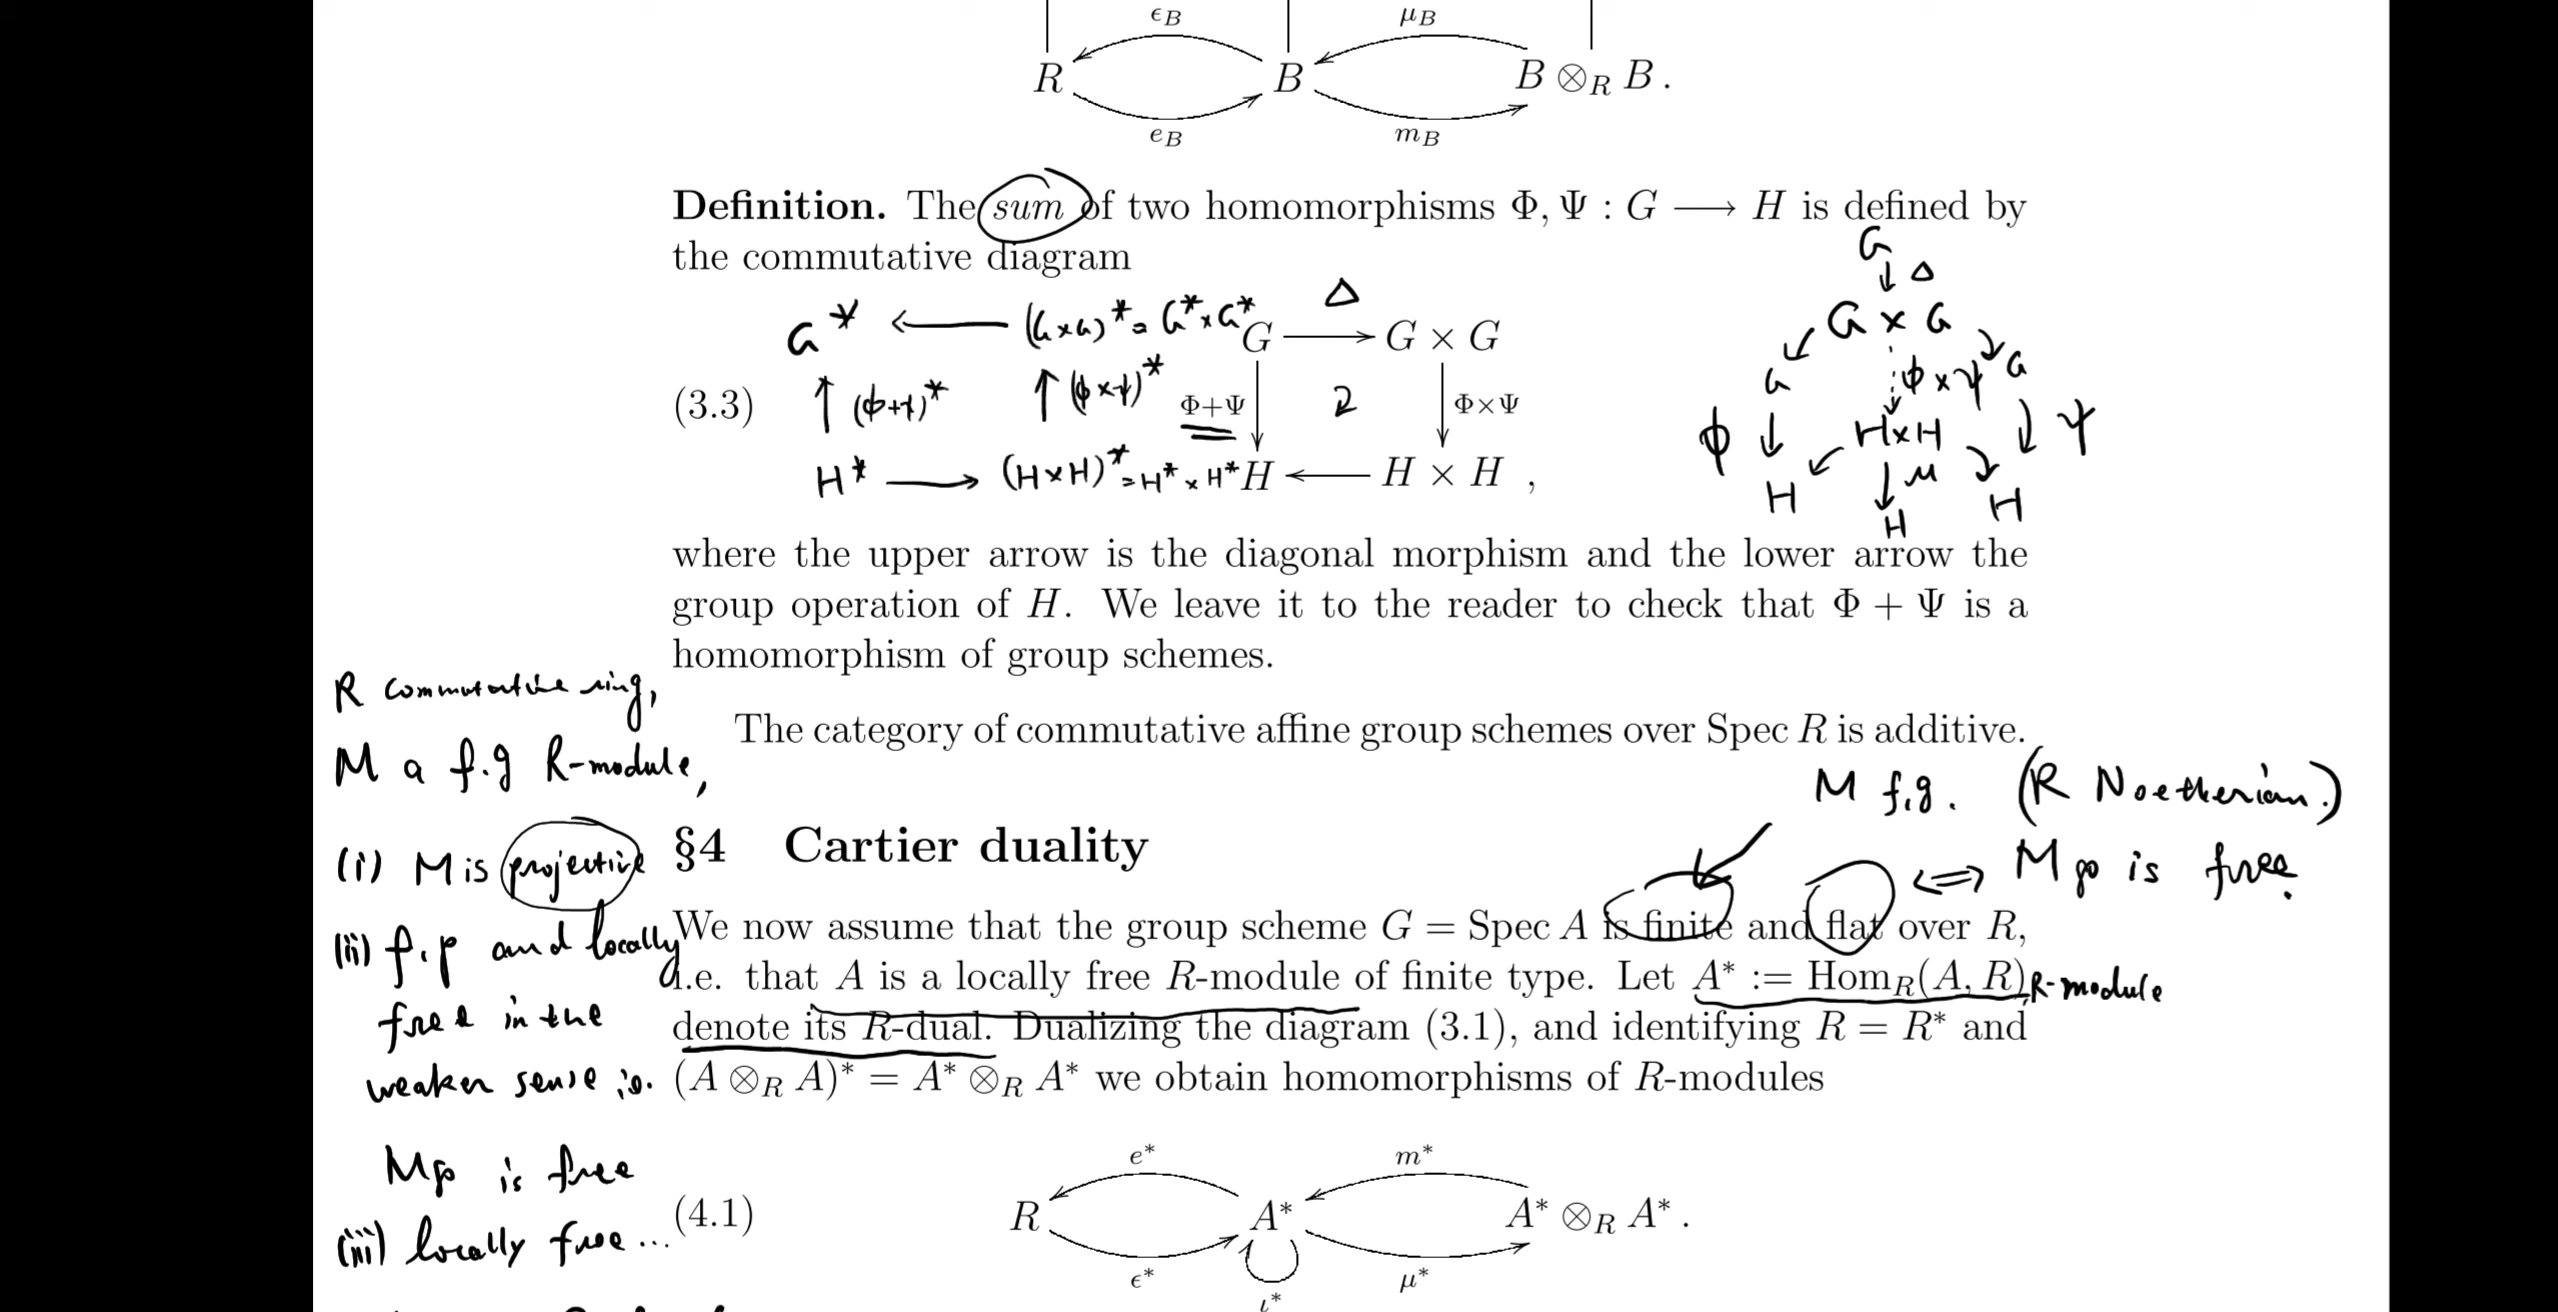 ϵ_B μ_B
R B B ⊗_R B .
e_B m_B
Definition. The sum of two homomorphisms Φ, Ψ : G ⟶ H is defined by
the commutative diagram
G
↓ Δ
G* ⟵ (G×G)* = G*×G* G ⟶ G × G
Δ
G × G
↙ ↘
G G
(3.3) ↑ (ϕ+ψ)* ↑ (ϕ×ψ)* Φ+Ψ 2 Φ×Ψ
ϕ×ψ
ϕ ↓ H×H ↓ ψ
↙ ↓ μ ↘
H H H
H* ⟶ (H×H)* = H*×H* H ⟵ H × H ,
where the upper arrow is the diagonal morphism and the lower arrow the
group operation of H. We leave it to the reader to check that Φ + Ψ is a
homomorphism of group schemes.
R commutative ring,
M a f.g R-module,
(i) M is projective
(ii) f.p and locally
free in the
weaker sense i.e.
M_𝔭 is free
(iii) locally free...
The category of commutative affine group schemes over Spec R is additive.
M f.g. (R Noetherian.)
⟺ M_𝔭 is free.
§4 Cartier duality
We now assume that the group scheme G = Spec A is finite and flat over R,
i.e. that A is a locally free R-module of finite type. Let A* := Hom_R(A, R)
R-module
denote its R-dual. Dualizing the diagram (3.1), and identifying R = R* and
(A ⊗_R A)* = A* ⊗_R A* we obtain homomorphisms of R-modules
e* m*
(4.1) R A* A* ⊗_R A* .
ϵ* μ*
ι*